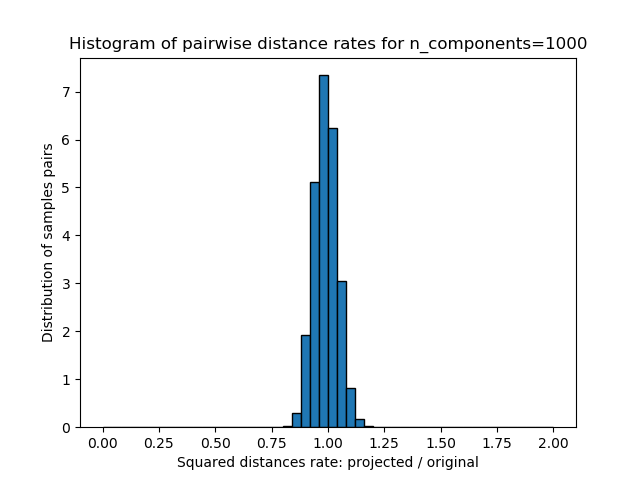 Histogram of pairwise distance rates for n_components=1000
Distribution of samples pairs
7
6
5
4
3
2
1
0
0.00 0.25 0.50 0.75 1.00 1.25 1.50 1.75 2.00
Squared distances rate: projected / original